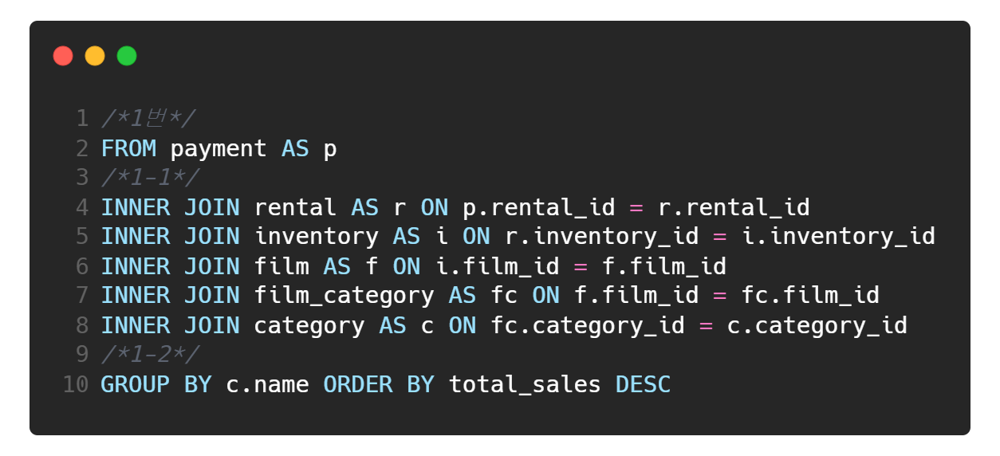 1 /*1번*/
2 FROM payment AS p
3 /*1-1*/
4 INNER JOIN rental AS r ON p.rental_id = r.rental_id
5 INNER JOIN inventory AS i ON r.inventory_id = i.inventory_id
6 INNER JOIN film AS f ON i.film_id = f.film_id
7 INNER JOIN film_category AS fc ON f.film_id = fc.film_id
8 INNER JOIN category AS c ON fc.category_id = c.category_id
9 /*1-2*/
10 GROUP BY c.name ORDER BY total_sales DESC